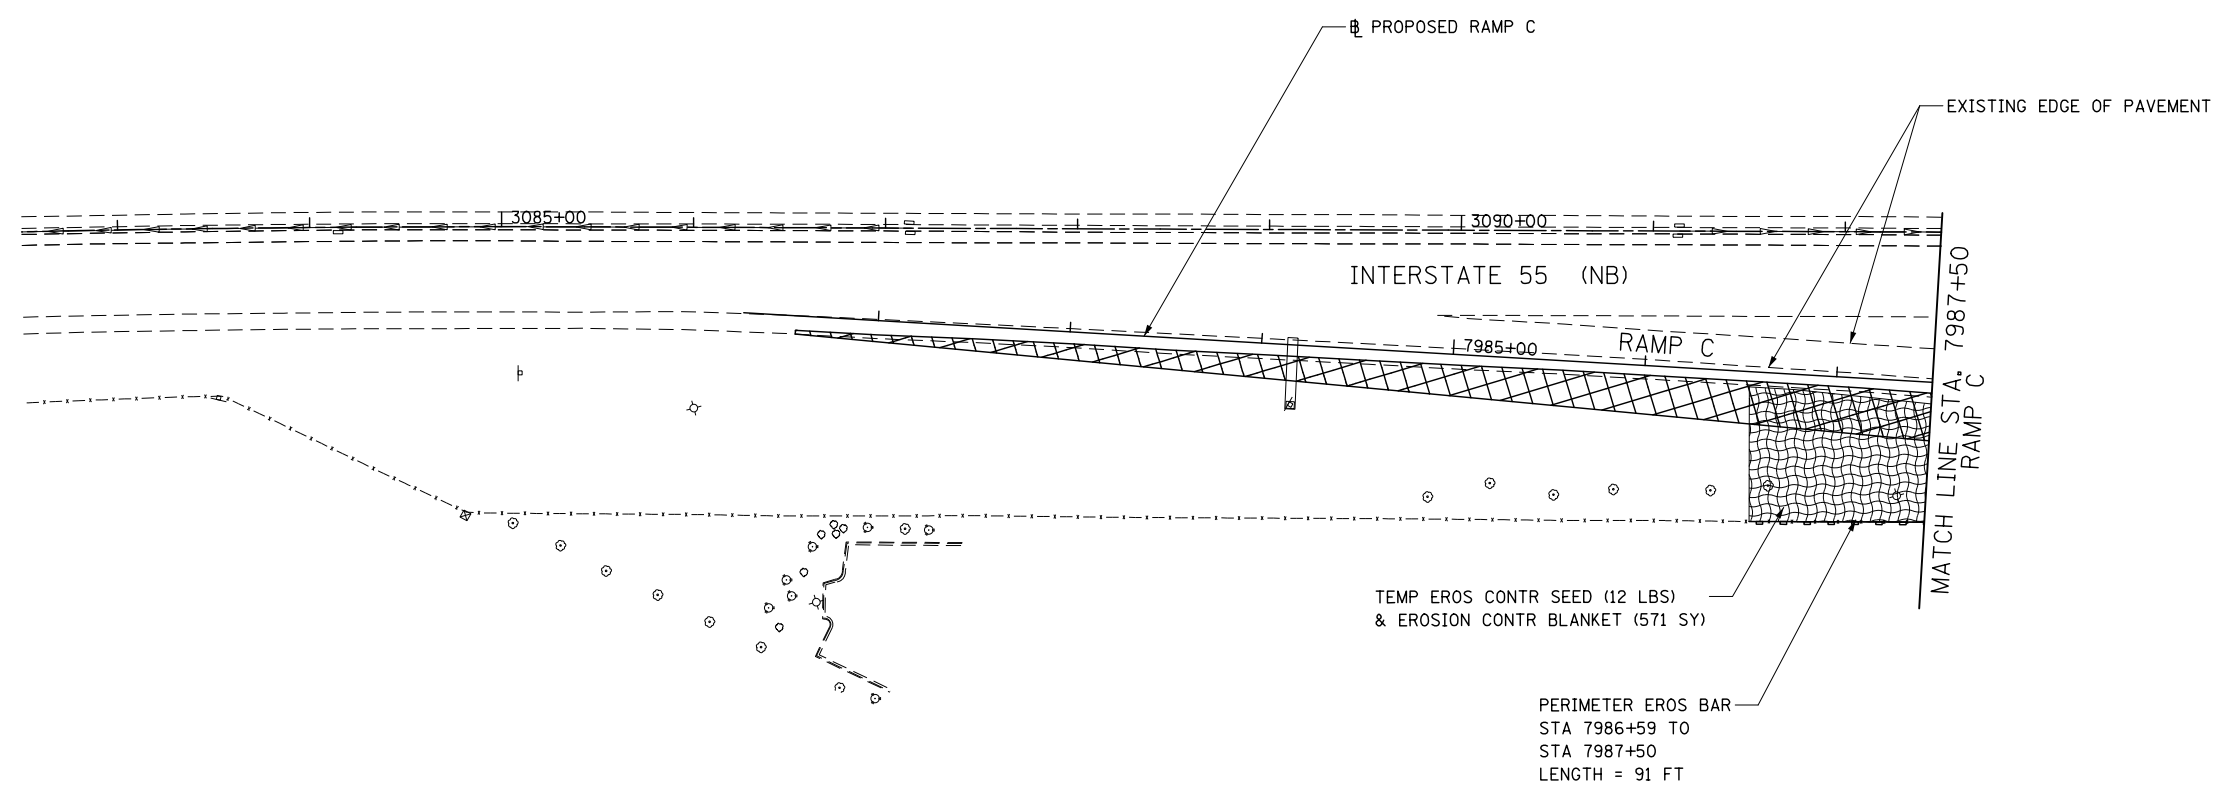 ℄ PROPOSED RAMP C
EXISTING EDGE OF PAVEMENT
3085+00
3090+00
INTERSTATE 55 (NB)
7985+00
RAMP C
MATCH LINE STA. 7987+50
RAMP C
TEMP EROS CONTR SEED (12 LBS)
& EROSION CONTR BLANKET (571 SY)
PERIMETER EROS BAR
STA 7986+59 TO
STA 7987+50
LENGTH = 91 FT